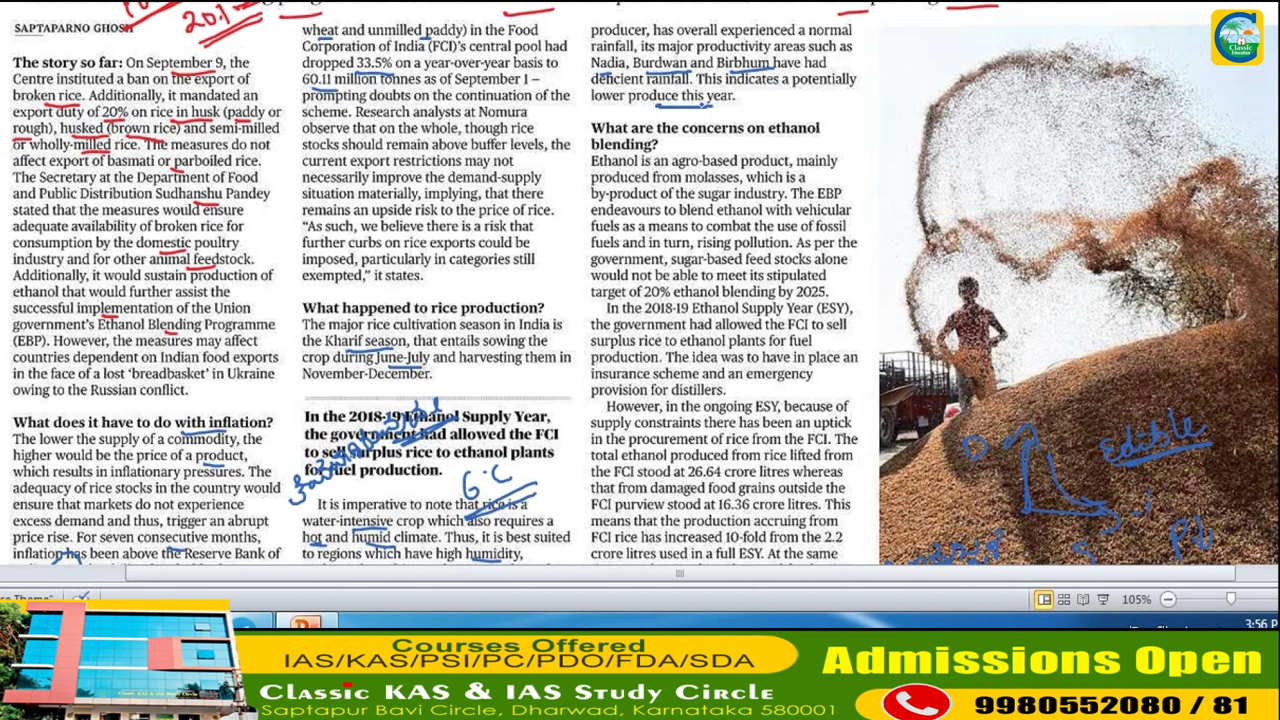 20.1
SAPTAPARNO GHOSH
The story so far: On September 9, the
Centre instituted a ban on the export of
broken rice. Additionally, it mandated an
export duty of 20% on rice in husk (paddy or
rough), husked (brown rice) and semi-milled
or wholly-milled rice. The measures do not
affect export of basmati or parboiled rice.
The Secretary at the Department of Food
and Public Distribution Sudhanshu Pandey
stated that the measures would ensure
adequate availability of broken rice for
consumption by the domestic poultry
industry and for other animal feedstock.
Additionally, it would sustain production of
ethanol that would further assist the
successful implementation of the Union
government's Ethanol Blending Programme
(EBP). However, the measures may affect
countries dependent on Indian food exports
in the face of a lost 'breadbasket' in Ukraine
owing to the Russian conflict.
What does it have to do with inflation?
The lower the supply of a commodity, the
higher would be the price of a product,
which results in inflationary pressures. The
adequacy of rice stocks in the country would
ensure that markets do not experience
excess demand and thus, trigger an abrupt
price rise. For seven consecutive months,
inflation has been above the Reserve Bank of
wheat and unmilled paddy) in the Food
Corporation of India (FCI)'s central pool had
dropped 33.5% on a year-over-year basis to
60.11 million tonnes as of September 1 –
prompting doubts on the continuation of the
scheme. Research analysts at Nomura
observe that on the whole, though rice
stocks should remain above buffer levels, the
current export restrictions may not
necessarily improve the demand-supply
situation materially, implying, that there
remains an upside risk to the price of rice.
"As such, we believe there is a risk that
further curbs on rice exports could be
imposed, particularly in categories still
exempted," it states.
What happened to rice production?
The major rice cultivation season in India is
the Kharif season, that entails sowing the
crop during June-July and harvesting them in
November-December.
In the 2018-19 Ethanol Supply Year,
the government had allowed the FCI
to sell surplus rice to ethanol plants
for fuel production.
G.C
It is imperative to note that rice is a
water-intensive crop which also requires a
hot and humid climate. Thus, it is best suited
to regions which have high humidity,
producer, has overall experienced a normal
rainfall, its major productivity areas such as
Nadia, Burdwan and Birbhum have had
deficient rainfall. This indicates a potentially
lower produce this year.
What are the concerns on ethanol
blending?
Ethanol is an agro-based product, mainly
produced from molasses, which is a
by-product of the sugar industry. The EBP
endeavours to blend ethanol with vehicular
fuels as a means to combat the use of fossil
fuels and in turn, rising pollution. As per the
government, sugar-based feed stocks alone
would not be able to meet its stipulated
target of 20% ethanol blending by 2025.
In the 2018-19 Ethanol Supply Year (ESY),
the government had allowed the FCI to sell
surplus rice to ethanol plants for fuel
production. The idea was to have in place an
insurance scheme and an emergency
provision for distillers.
However, in the ongoing ESY, because of
supply constraints there has been an uptick
in the procurement of rice from the FCI. The
total ethanol produced from rice lifted from
the FCI stood at 26.64 crore litres whereas
that from damaged food grains outside the
FCI purview stood at 16.36 crore litres. This
means that the production accruing from
FCI rice has increased 10-fold from the 2.2
crore litres used in a full ESY. At the same
Classic
Education
D
Edible
S
P↓
105%
3:56 P
Courses Offered
IAS/KAS/PSI/PC/PDO/FDA/SDA
Classic KAS & IAS Study Circle
Saptapur Bavi Circle, Dharwad, Karnataka 580001
Admissions Open
9980552080 / 81